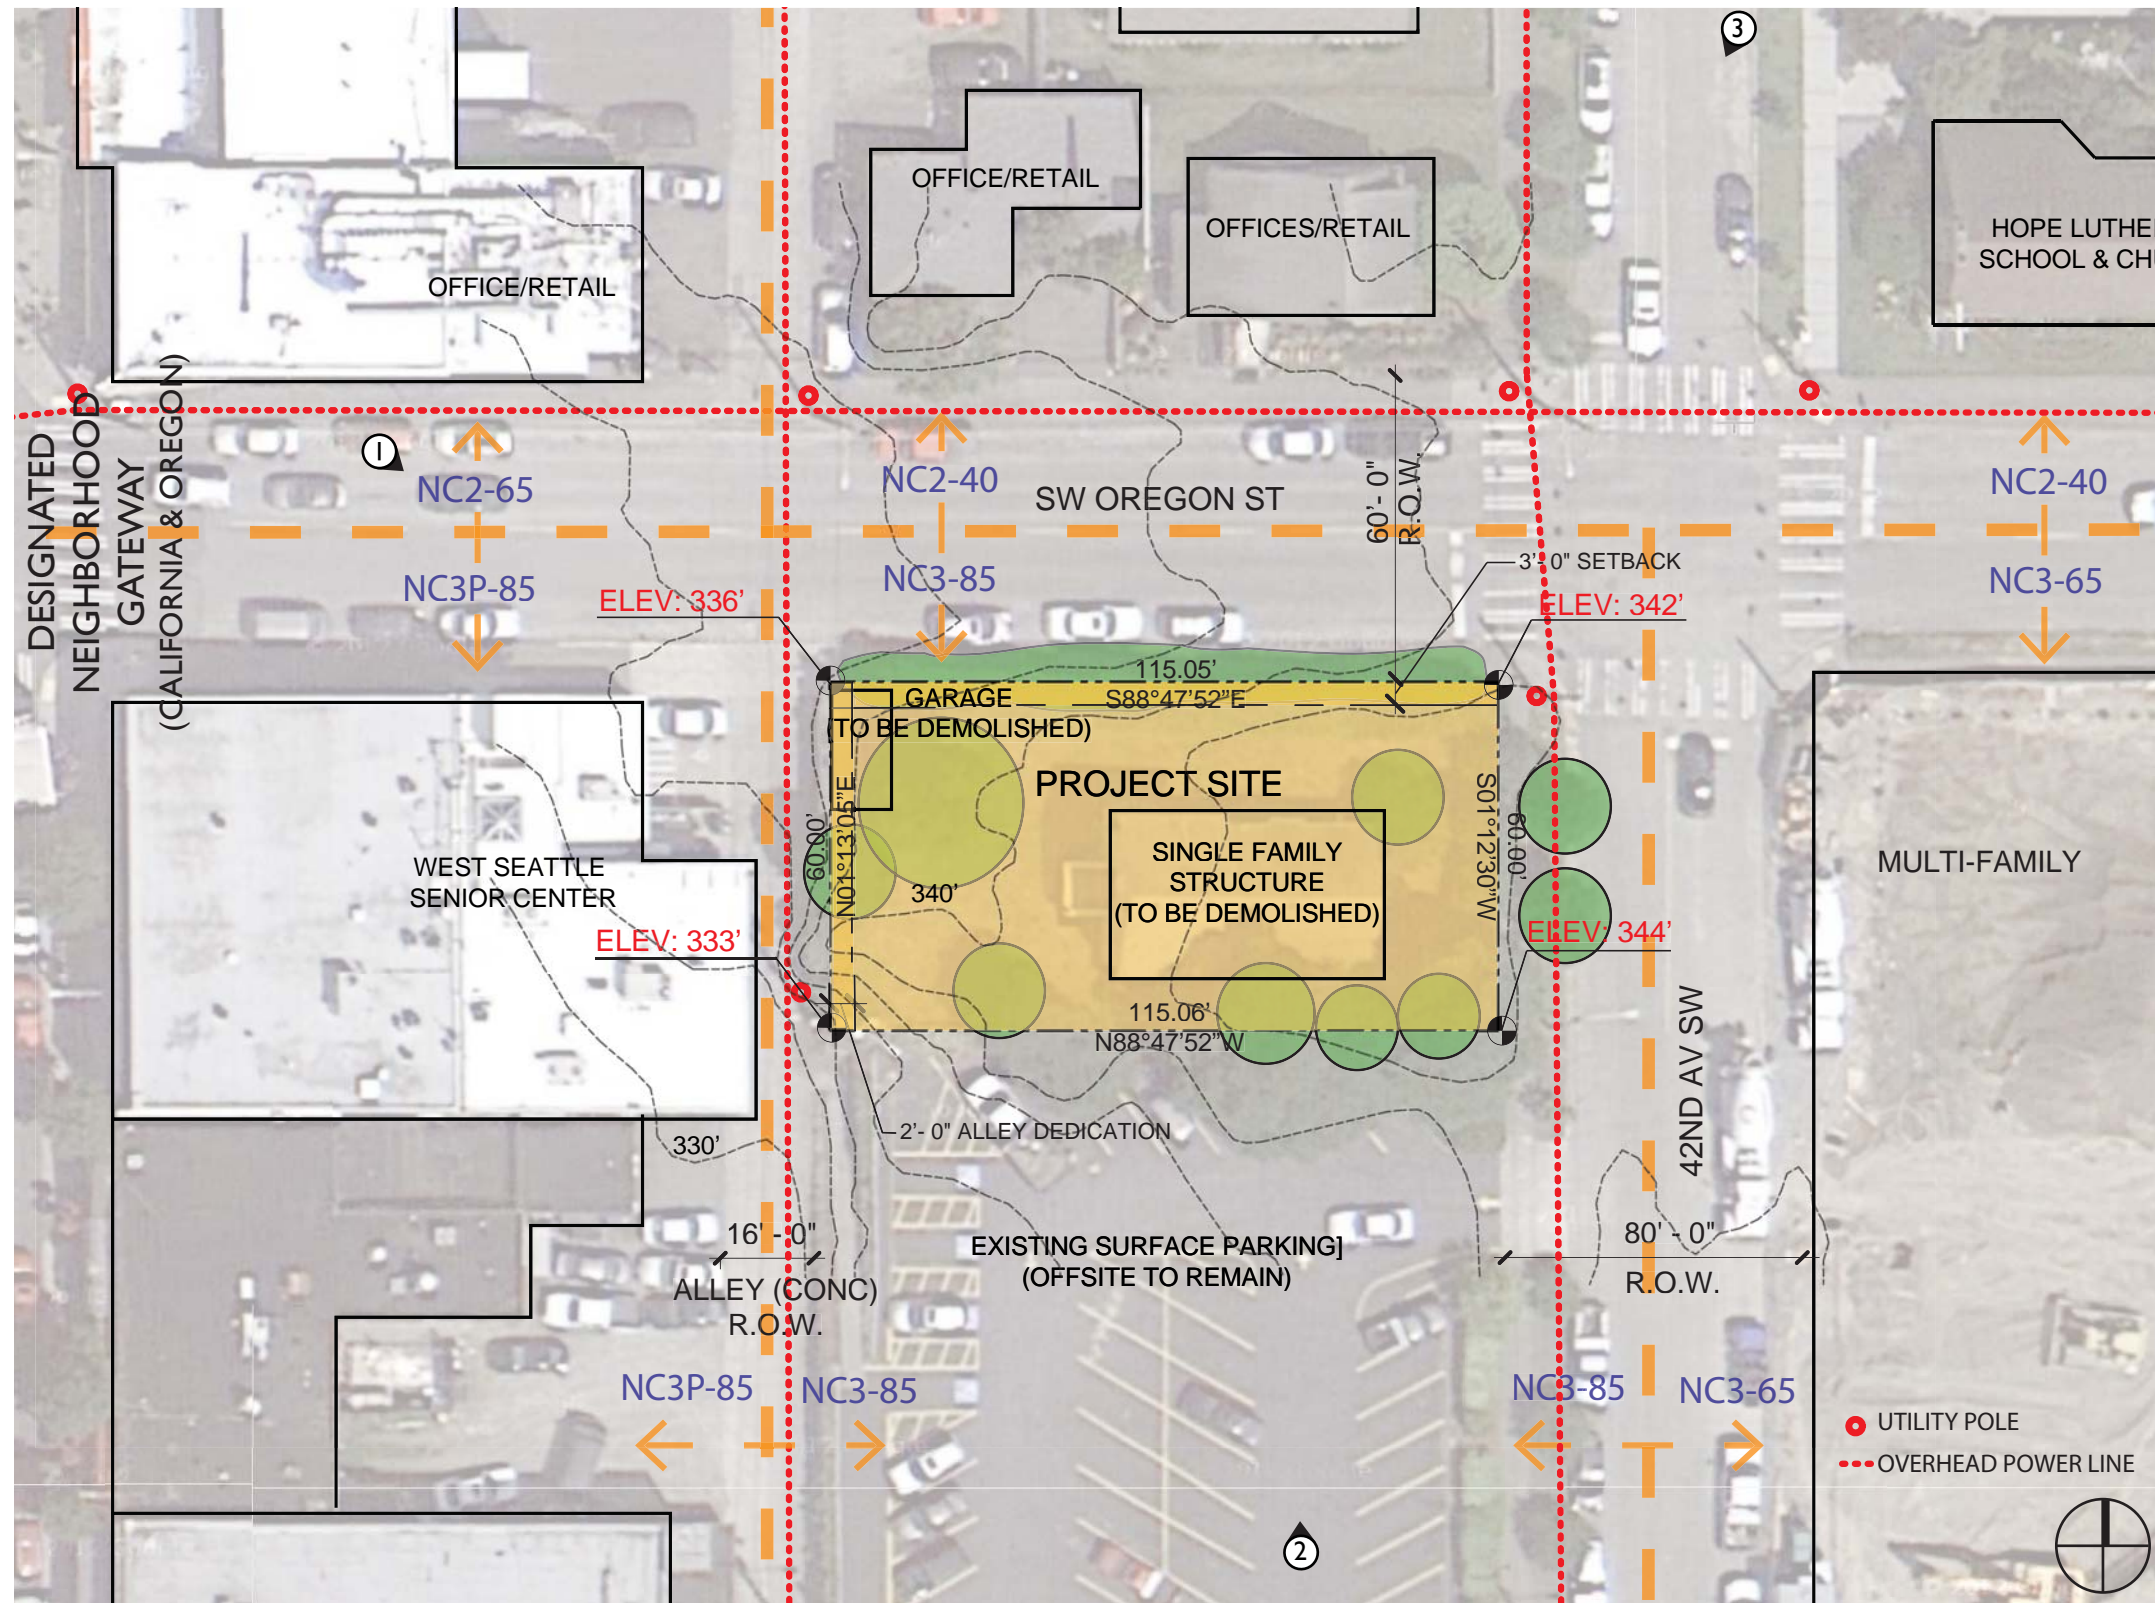 3
OFFICE/RETAIL
OFFICES/RETAIL
HOPE LUTHE
SCHOOL & CH
OFFICE/RETAIL
DESIGNATED
NEIGHBORHOOD
GATEWAY
(CALIFORNIA & OREGON)
1
NC2-65
NC3P-85
NC2-40
NC3-85
SW OREGON ST
60'- 0"
R.O.W.
NC2-40
NC3-65
3'- 0" SETBACK
ELEV: 336'
ELEV: 342'
115.05'
S88°47'52"E
GARAGE
(TO BE DEMOLISHED)
PROJECT SITE
60.00'
N01°13'05"E
S01°12'30"W
60.00'
SINGLE FAMILY
STRUCTURE
(TO BE DEMOLISHED)
340'
WEST SEATTLE
SENIOR CENTER
MULTI-FAMILY
ELEV: 333'
ELEV: 344'
115.06'
N88°47'52"W
42ND AV SW
2'- 0" ALLEY DEDICATION
330'
16' - 0"
ALLEY (CONC)
R.O.W.
EXISTING SURFACE PARKING]
(OFFSITE TO REMAIN)
80' - 0"
R.O.W.
NC3P-85
NC3-85
NC3-85
NC3-65
UTILITY POLE
OVERHEAD POWER LINE
2